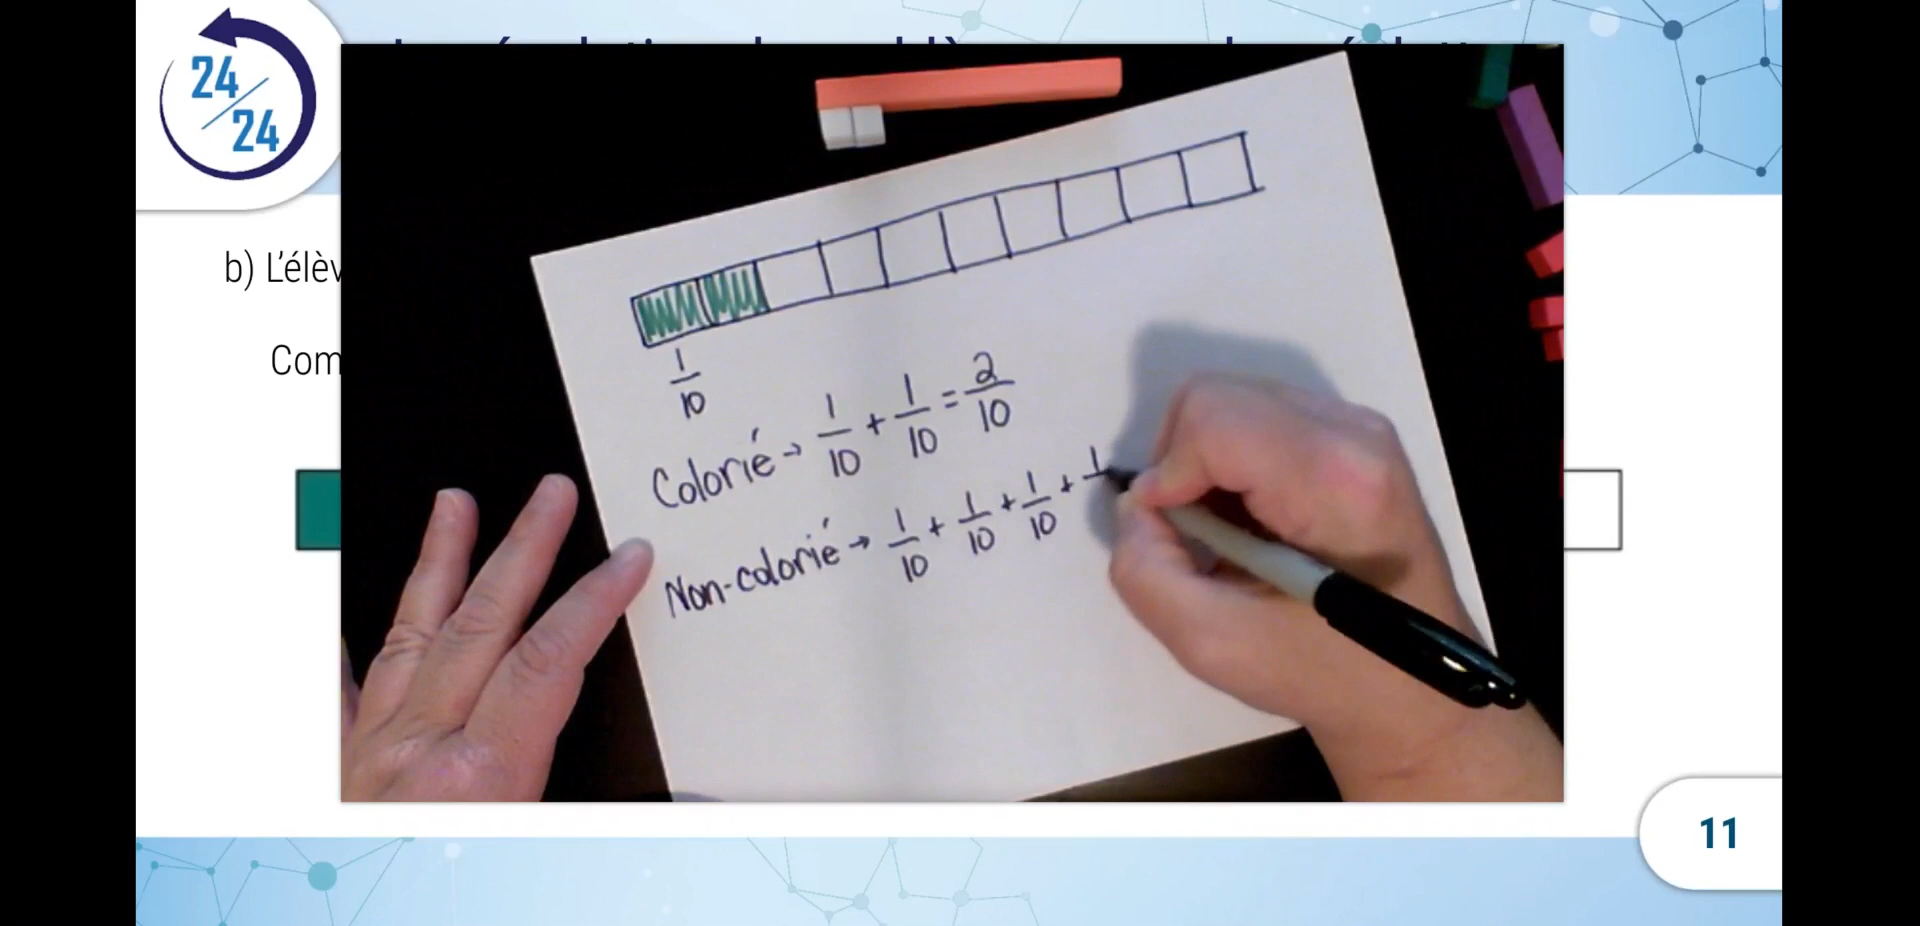 24/24
b) L'élèv
Com
1/10
Colorié → 1/10 + 1/10 = 2/10
Non-colorié → 1/10 + 1/10 + 1/10 + 1
11